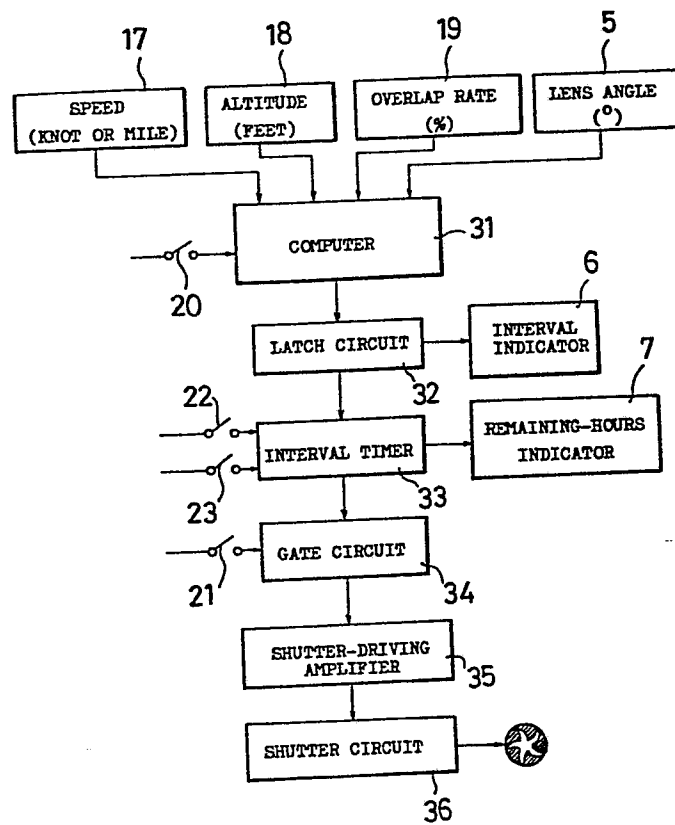 17
18
19
5
SPEED
(KNOT OR MILE)
ALTITUDE
(FEET)
OVERLAP RATE
(%)
LENS ANGLE
(°)
COMPUTER
31
20
6
LATCH CIRCUIT
32
INTERVAL
INDICATOR
7
22
INTERVAL TIMER
33
REMAINING-HOURS
INDICATOR
23
GATE CIRCUIT
34
21
SHUTTER-DRIVING
AMPLIFIER
35
SHUTTER CIRCUIT
36